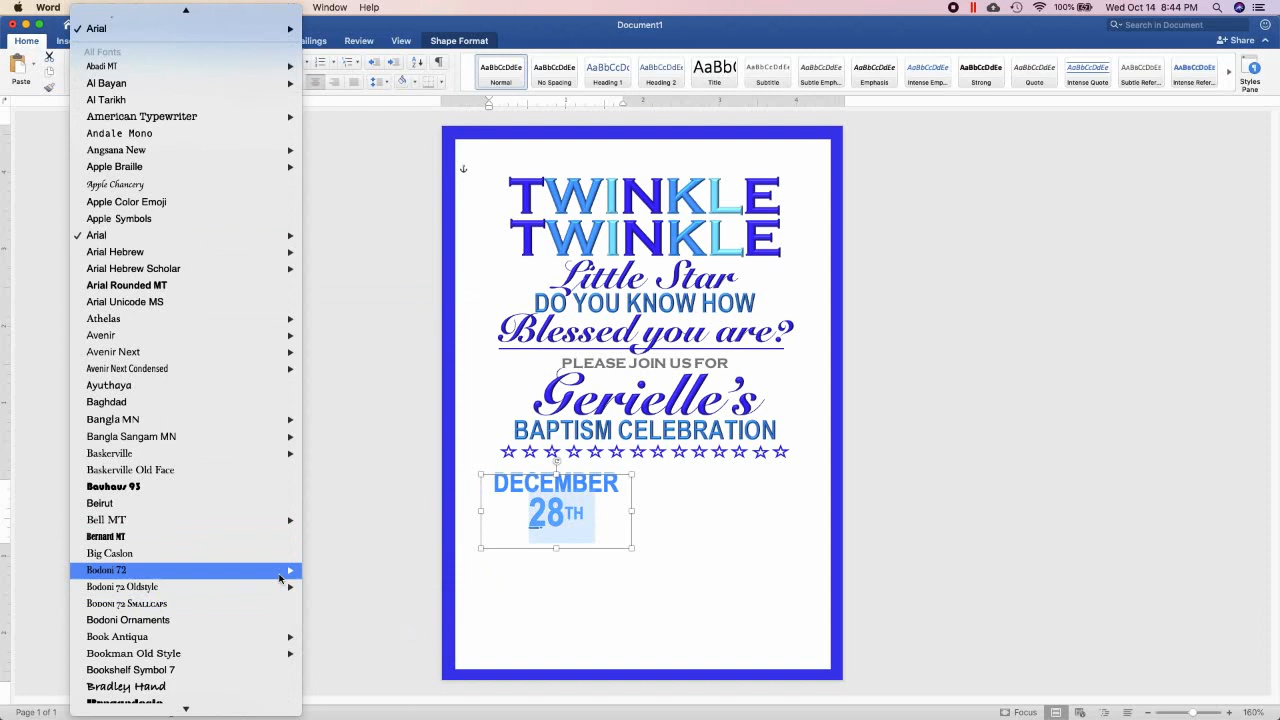 Word
Window
Help
100%
Wed Oct 14 8:44 PM
Document1
Search in Document
Home
Review
View
Shape Format
Share
Paste
AaBbCcDdEe
Normal
AaBbCcDdEe
No Spacing
AaBbCcDc
Heading 1
AaBbCcDdEe
Heading 2
AaBb(
Title
AaBbCcDdEe
Subtitle
AaBbCcDdEe
Subtle Emph...
AaBbCcDdEe
Emphasis
AaBbCcDdEe
Intense Emp...
AaBbCcDdEe
Strong
AaBbCcDdEe
Quote
AaBbCcDdEe
Intense Quote
AaBbCcDdEe
Subtle Refer...
AaBbCcDdEe
Intense Refer...
Styles
Pane
Arial
All Fonts
Abadi MT
Al Bayan
Al Tarikh
American Typewriter
Andale Mono
Angsana New
Apple Braille
Apple Chancery
Apple Color Emoji
Apple Symbols
Arial
Arial Hebrew
Arial Hebrew Scholar
Arial Rounded MT
Arial Unicode MS
Athelas
Avenir
Avenir Next
Avenir Next Condensed
Ayuthaya
Baghdad
Bangla MN
Bangla Sangam MN
Baskerville
Baskerville Old Face
Bauhaus 93
Beirut
Bell MT
Bernard MT
Big Caslon
Bodoni 72
Bodoni 72 Oldstyle
Bodoni 72 Smallcaps
Bodoni Ornaments
Book Antiqua
Bookman Old Style
Bookshelf Symbol 7
Bradley Hand
1
2
4
TWINKLE
TWINKLE
Little Star
DO YOU KNOW HOW
Blessed you are?
PLEASE JOIN US FOR
Gerielle's
BAPTISM CELEBRATION
DECEMBER
28TH
Page 1 of 1
Focus
160%